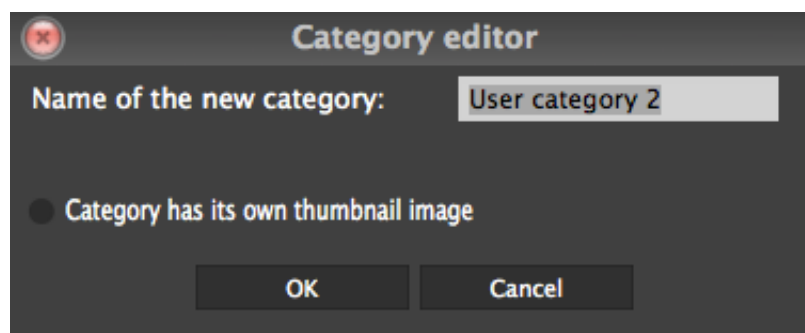 Category editor
Name of the new category: User category 2
Category has its own thumbnail image
OK Cancel